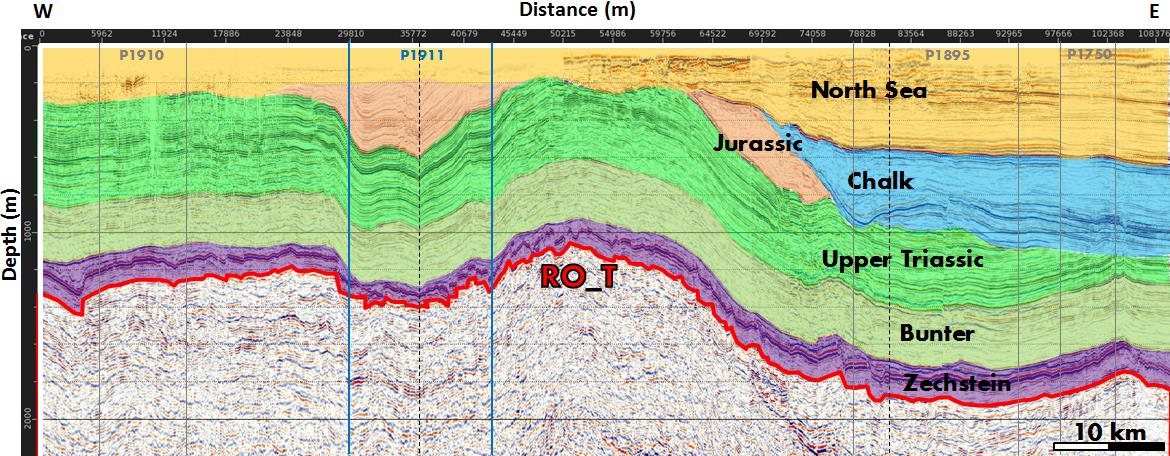 W
Distance (m)
E
0 5962 11924 17886 23848 29810 35772 40679 45449 50215 54986 59756 64522 69292 74058 78828 83564 88263 92965 97666 102368 108376
P1910
P1911
P1895
P1750
North Sea
Jurassic
Chalk
Upper Triassic
RO_T
Bunter
Zechstein
Depth (m)
0
1000
2000
10 km